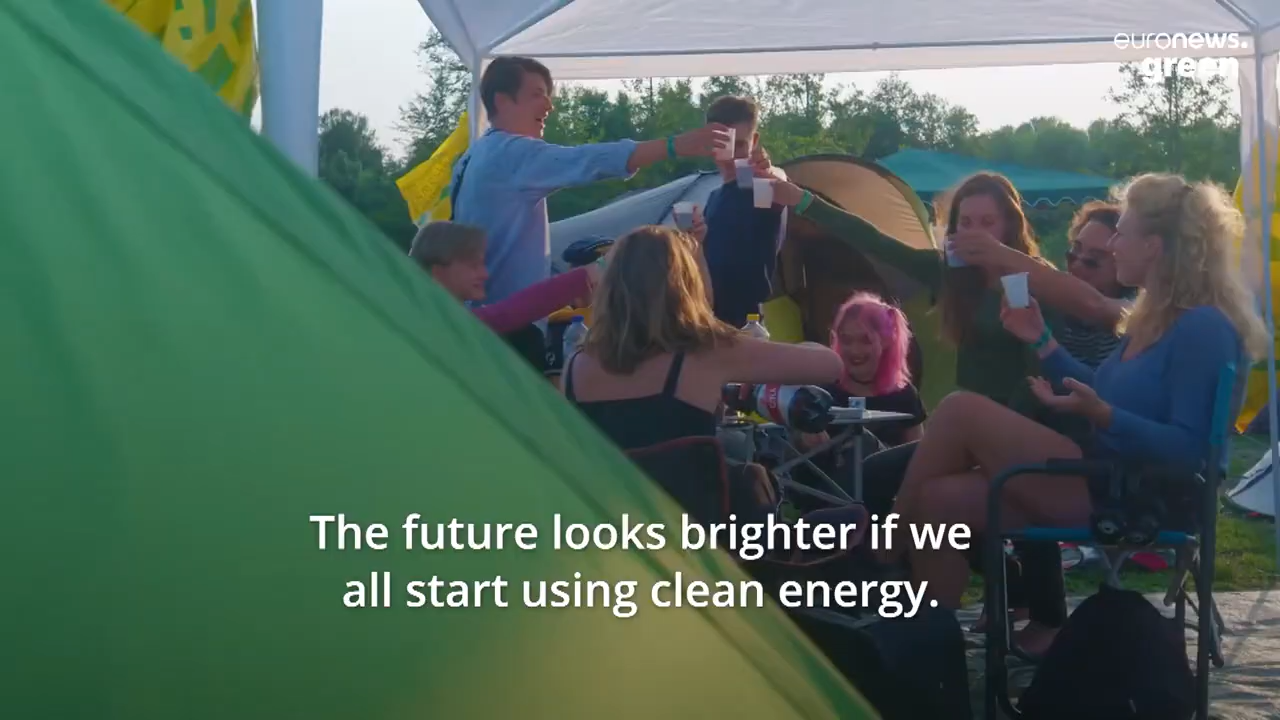 euronews.
green
The future looks brighter if we
all start using clean energy.